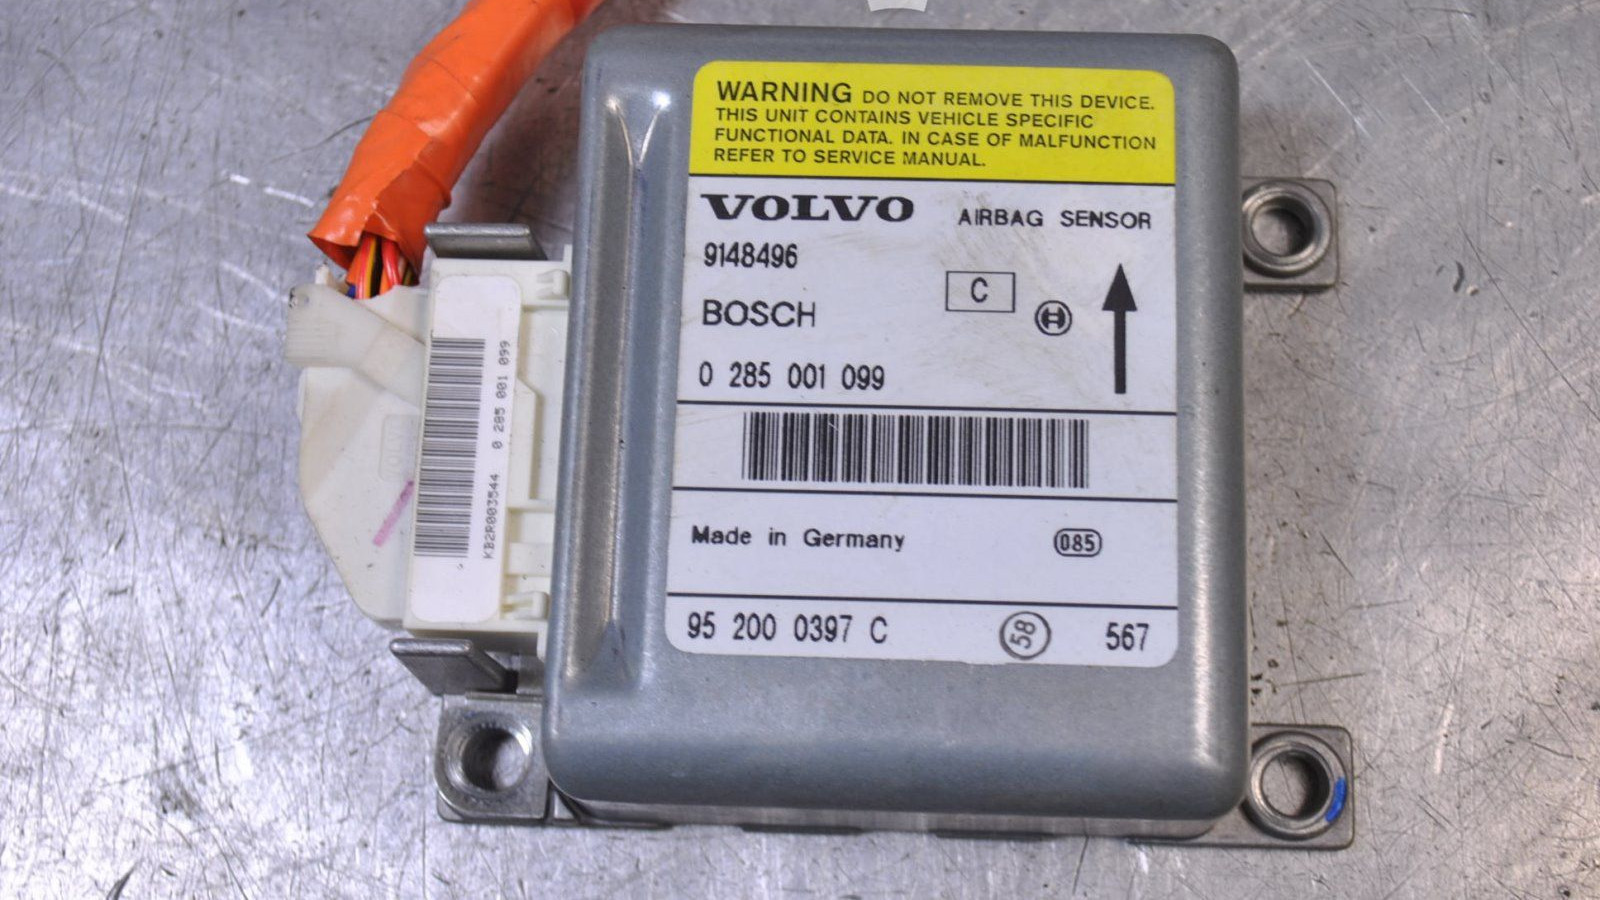 WARNING DO NOT REMOVE THIS DEVICE.
THIS UNIT CONTAINS VEHICLE SPECIFIC
FUNCTIONAL DATA. IN CASE OF MALFUNCTION
REFER TO SERVICE MANUAL.
VOLVO AIRBAG SENSOR
9148496
C
BOSCH
0 285 001 099
Made in Germany 085
95 200 0397 C 58 567
KB2R003544 0 285 001 099